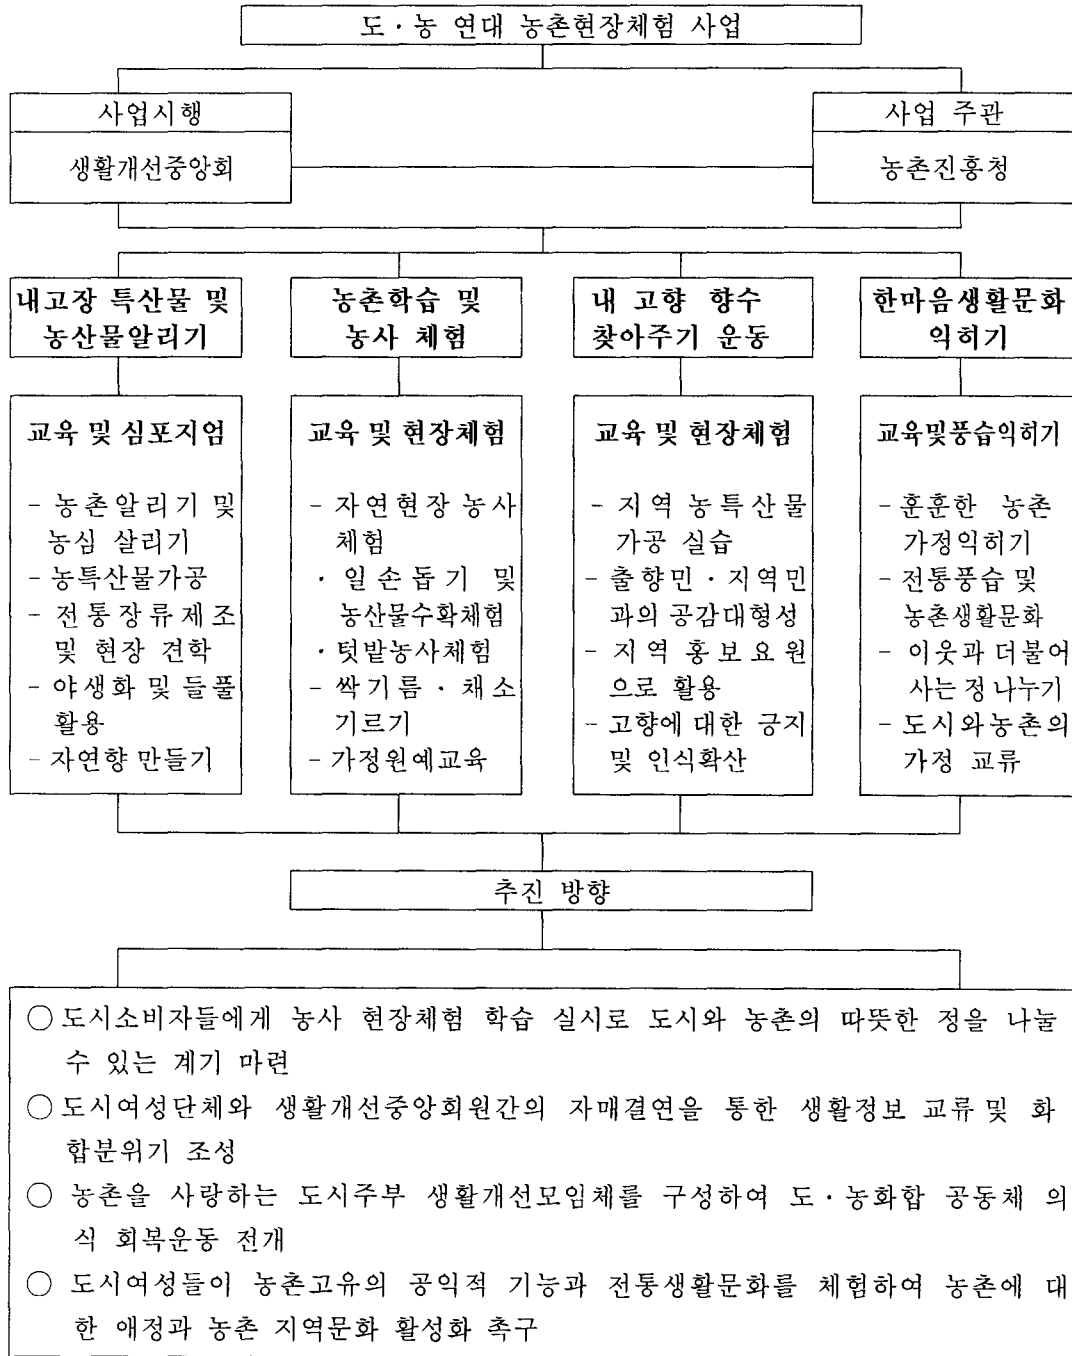 도·농 연대 농촌현장체험 사업
사업시행
생활개선중앙회
사업 주관
농촌진흥청
내고장 특산물 및
농산물알리기
농촌학습 및
농사 체험
내 고향 향수
찾아주기 운동
한마음생활문화
익히기
교육 및 심포지엄
- 농촌알리기 및
농심 살리기
- 농특산물가공
- 전통장류제조
및 현장 견학
- 야생화 및 들풀
활용
- 자연향 만들기
교육 및 현장체험
- 자연현장 농사
체험
· 일손돕기 및
농산물수확체험
· 텃밭농사체험
- 싹기름·채소
기르기
- 가정원예교육
교육 및 현장체험
- 지역 농특산물
가공 실습
- 출향민·지역민
과의 공감대형성
- 지역 홍보요원
으로 활용
- 고향에 대한 긍지
및 인식확산
교육및풍습익히기
- 훈훈한 농촌
가정익히기
- 전통풍습 및
농촌생활문화
- 이웃과 더불어
사는 정 나누기
- 도시와농촌의
가정 교류
추진 방향
○ 도시소비자들에게 농사 현장체험 학습 실시로 도시와 농촌의 따뜻한 정을 나눌
수 있는 계기 마련
○ 도시여성단체와 생활개선중앙회원간의 자매결연을 통한 생활정보 교류 및 화
합분위기 조성
○ 농촌을 사랑하는 도시주부 생활개선모임체를 구성하여 도·농화합 공동체 의
식 회복운동 전개
○ 도시여성들이 농촌고유의 공익적 기능과 전통생활문화를 체험하여 농촌에 대
한 애정과 농촌 지역문화 활성화 촉구